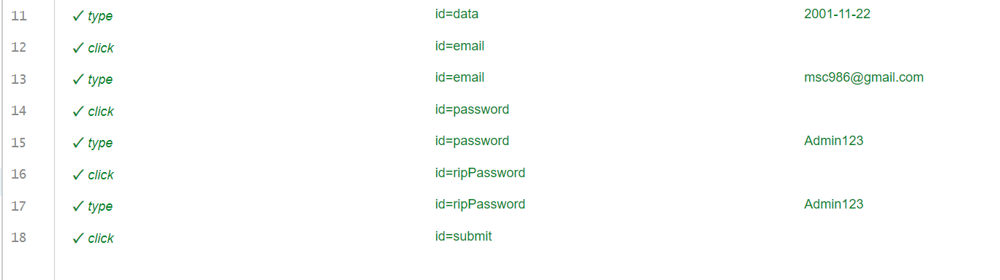 11 ✓ type id=data 2001-11-22
12 ✓ click id=email
13 ✓ type id=email msc986@gmail.com
14 ✓ click id=password
15 ✓ type id=password Admin123
16 ✓ click id=ripPassword
17 ✓ type id=ripPassword Admin123
18 ✓ click id=submit